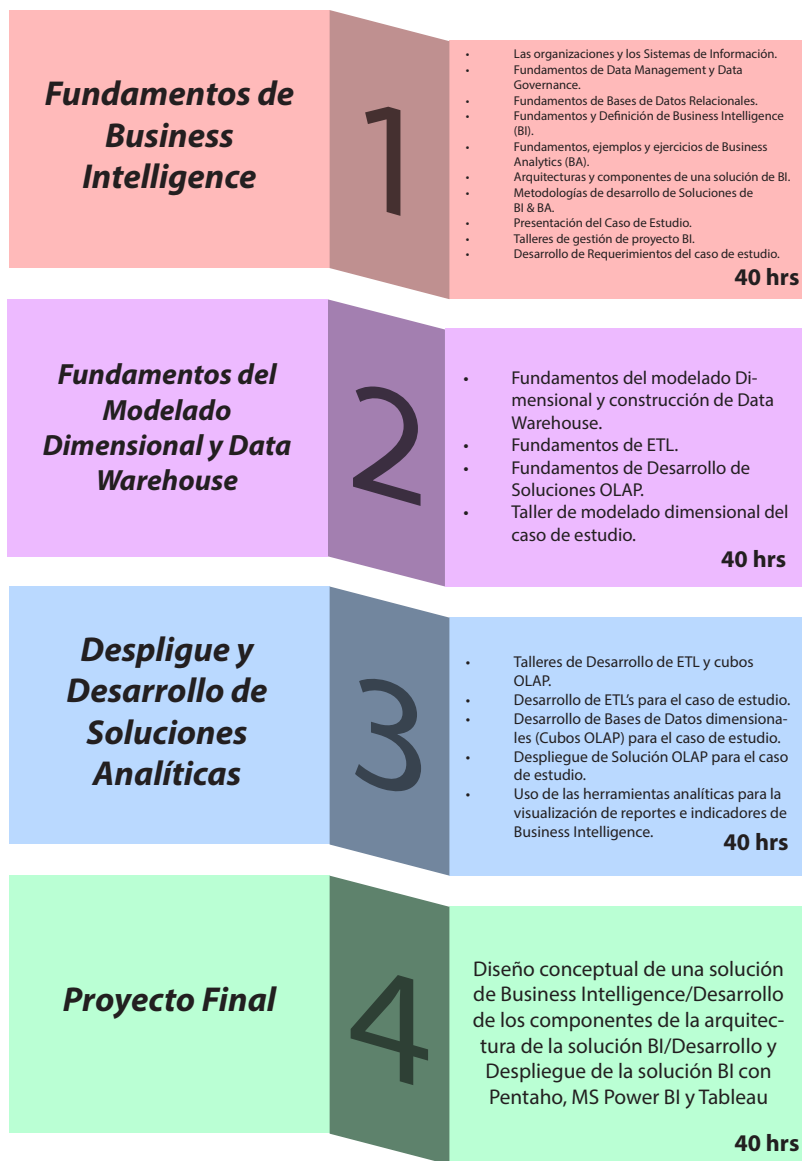 Fundamentos de
Business
Intelligence
1
• Las organizaciones y los Sistemas de Información.
• Fundamentos de Data Management y Data
Governance.
• Fundamentos de Bases de Datos Relacionales.
• Fundamentos y Definición de Business Intelligence
(BI).
• Fundamentos, ejemplos y ejercicios de Business
Analytics (BA).
• Arquitecturas y componentes de una solución de BI.
• Metodologías de desarrollo de Soluciones de
BI & BA.
• Presentación del Caso de Estudio.
• Talleres de gestión de proyecto BI.
• Desarrollo de Requerimientos del caso de estudio.
40 hrs
Fundamentos del
Modelado
Dimensional y Data
Warehouse
2
• Fundamentos del modelado Di-
mensional y construcción de Data
Warehouse.
• Fundamentos de ETL.
• Fundamentos de Desarrollo de
Soluciones OLAP.
• Taller de modelado dimensional del
caso de estudio.
40 hrs
Despligue y
Desarrollo de
Soluciones
Analíticas
3
• Talleres de Desarrollo de ETL y cubos
OLAP.
• Desarrollo de ETL's para el caso de estudio.
• Desarrollo de Bases de Datos dimensiona-
les (Cubos OLAP) para el caso de estudio.
• Despliegue de Solución OLAP para el caso
de estudio.
• Uso de las herramientas analíticas para la
visualización de reportes e indicadores de
Business Intelligence.
40 hrs
Proyecto Final
4
Diseño conceptual de una solución
de Business Intelligence/Desarrollo
de los componentes de la arquitec-
tura de la solución BI/Desarrollo y
Despliegue de la solución BI con
Pentaho, MS Power BI y Tableau
40 hrs